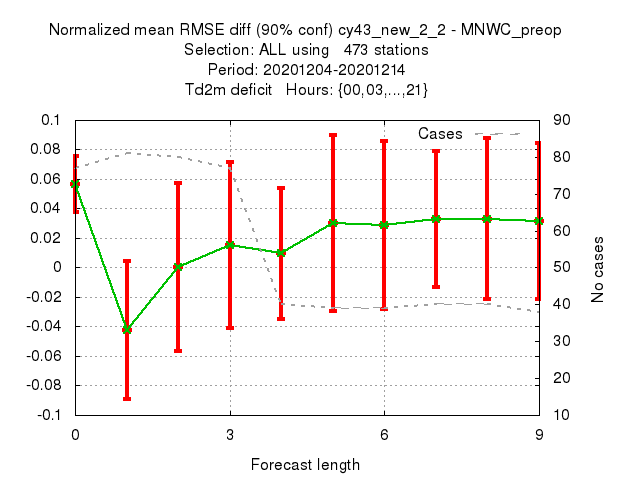 Normalized mean RMSE diff (90% conf) cy43_new_2_2 - MNWC_preop
Selection: ALL using 473 stations
Period: 20201204-20201214
Td2m deficit Hours: {00,03,...,21}
Cases
0.1
0.08
0.06
0.04
0.02
0
-0.02
-0.04
-0.06
-0.08
-0.1
90
80
70
60
50
40
30
20
10
No cases
0 3 6 9
Forecast length